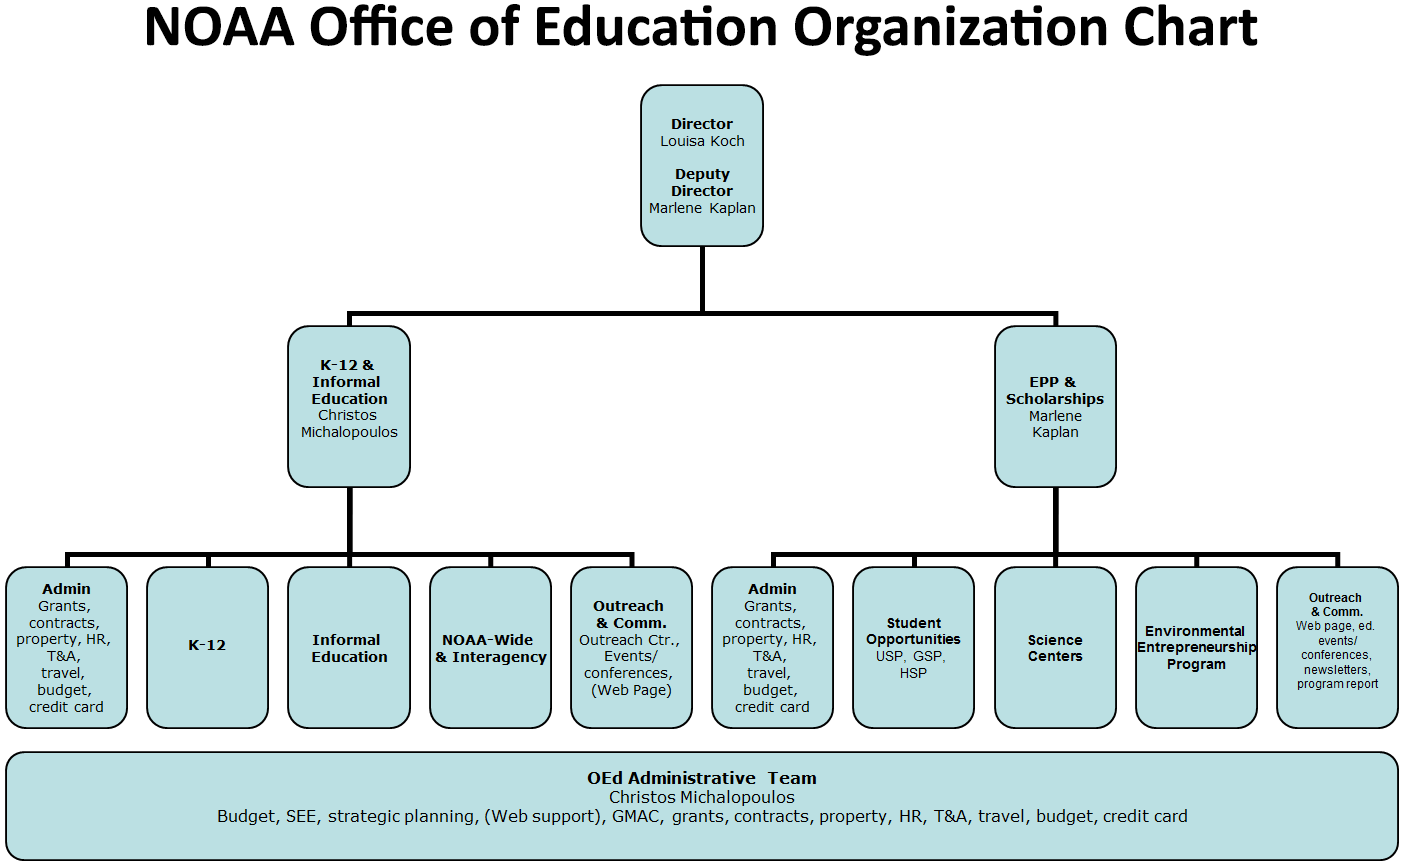 NOAA Office of Education Organization Chart
Director
Louisa Koch
Deputy
Director
Marlene Kaplan
K-12 &
Informal
Education
Christos
Michalopoulos
EPP &
Scholarships
Marlene
Kaplan
Admin
Grants,
contracts,
property, HR,
T&A,
travel,
budget,
credit card
K-12
Informal
Education
NOAA-Wide
& Interagency
Outreach
& Comm.
Outreach Ctr.,
Events/
conferences,
(Web Page)
Admin
Grants,
contracts,
property, HR,
T&A,
travel,
budget,
credit card
Student
Opportunities
USP, GSP,
HSP
Science
Centers
Environmental
Entrepreneurship
Program
Outreach
& Comm.
Web page, ed.
events/
conferences,
newsletters,
program report
OEd Administrative Team
Christos Michalopoulos
Budget, SEE, strategic planning, (Web support), GMAC, grants, contracts, property, HR, T&A, travel, budget, credit card